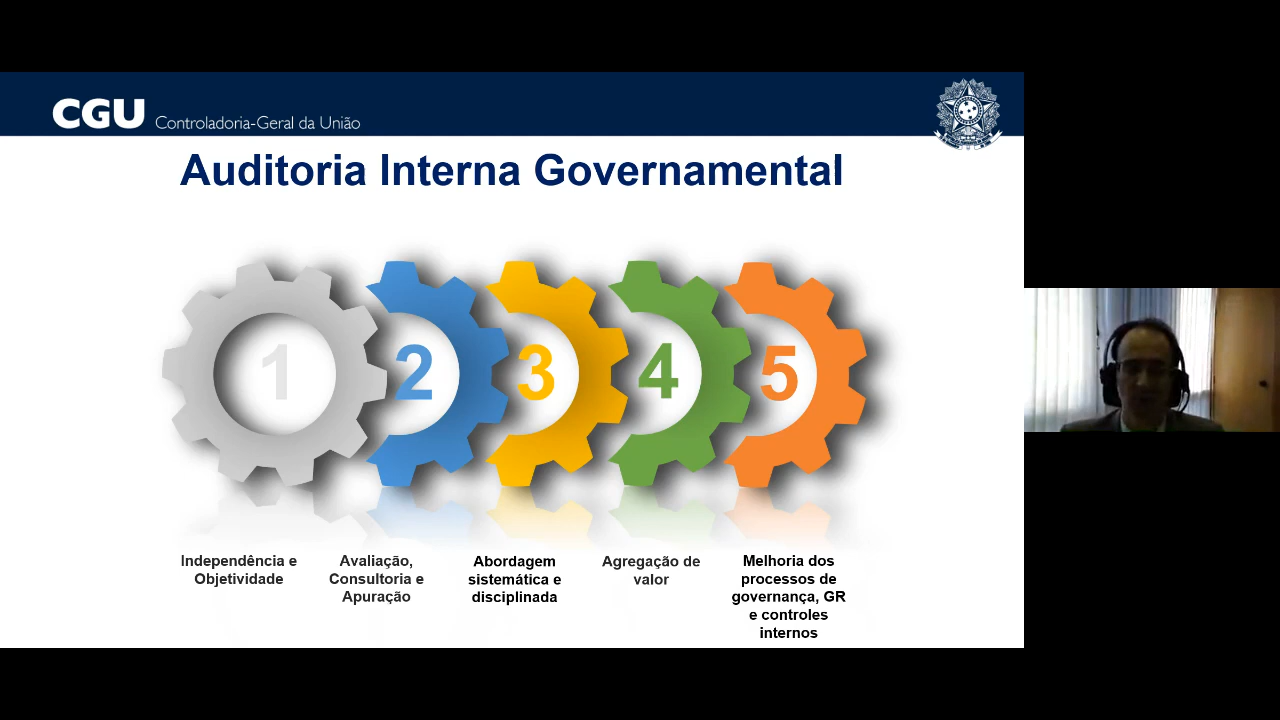 CGU Controladoria-Geral da União
Auditoria Interna Governamental
1 2 3 4 5
Independência e
Objetividade
Avaliação,
Consultoria e
Apuração
Abordagem
sistemática e
disciplinada
Agregação de
valor
Melhoria dos
processos de
governança, GR
e controles
internos